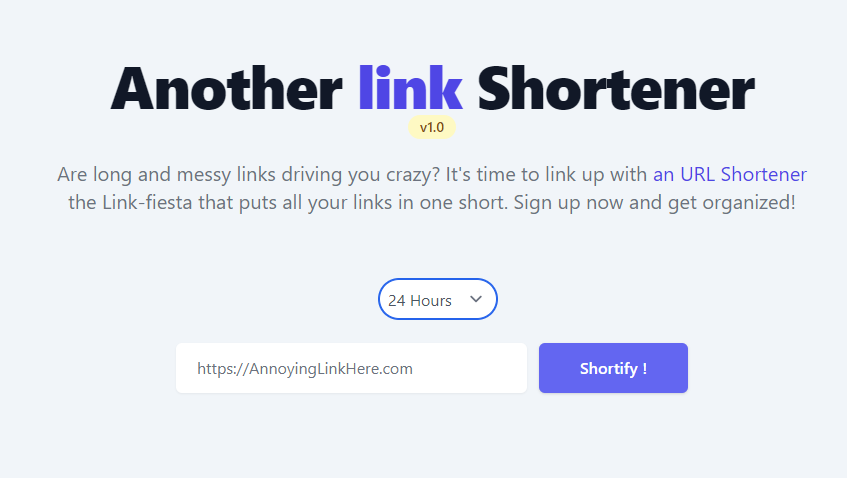 Another link Shortener
v1.0
Are long and messy links driving you crazy? It's time to link up with an URL Shortener
the Link-fiesta that puts all your links in one short. Sign up now and get organized!
24 Hours
https://AnnoyingLinkHere.com
Shortify !